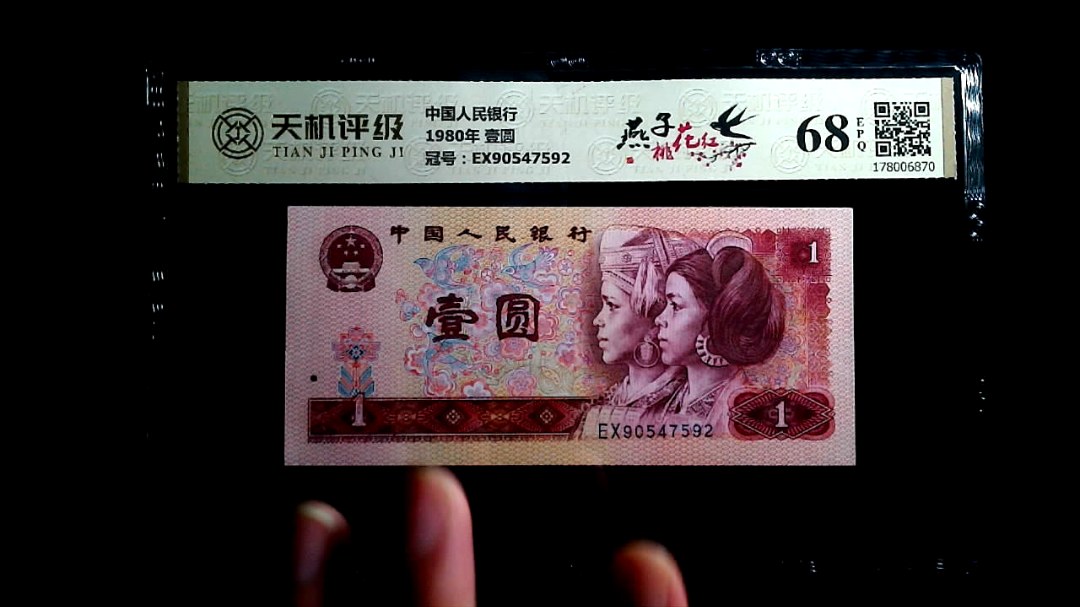 天机评级
TIAN JI PING JI
中国人民银行
1980年 壹圆
冠号：EX90547592
燕子
桃花红
68
EPQ
178006870
中国人民银行
1
壹圆
1
EX90547592
1